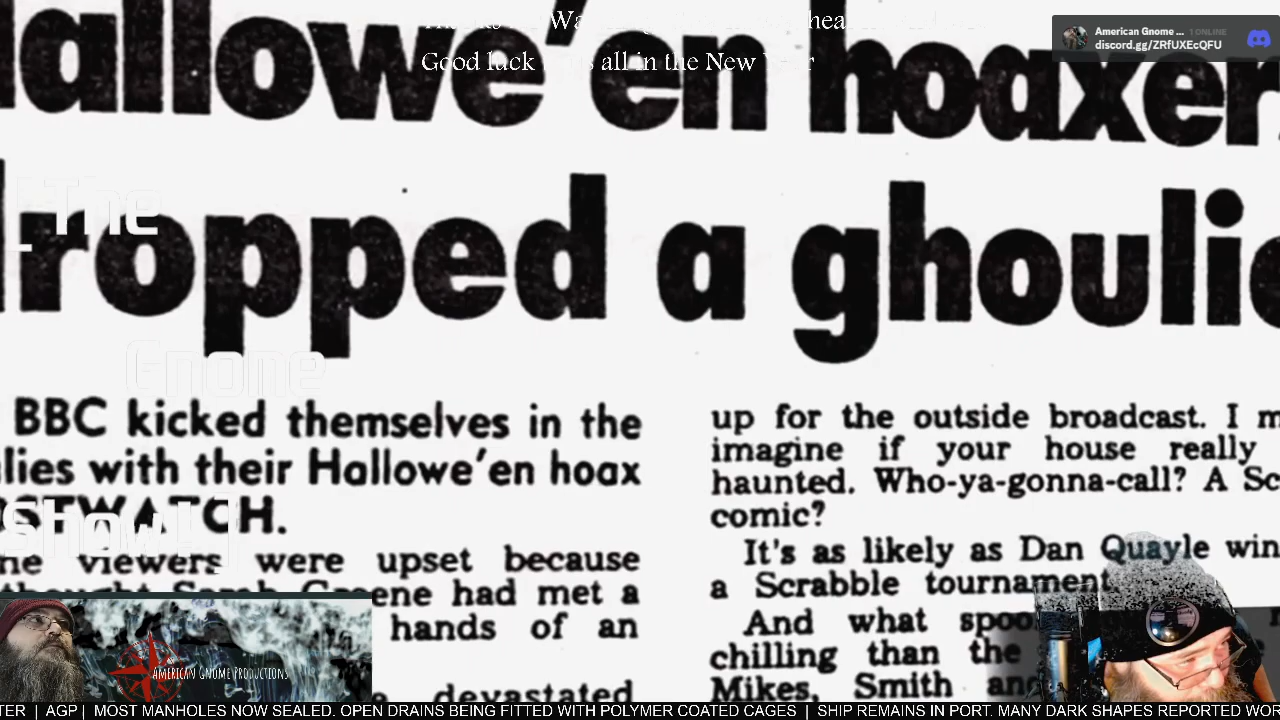 allowe'en hoaxer
Good luck all in the New
American Gnome ... 1 ONLINE
discord.gg/ZRfUXEcQFU
[The
ropped a ghoulie
Gnome
Show!]
BBC kicked themselves in the
lies with their Hallowe'en hoax
STWATCH.
ne viewers were upset because
thought Sarah Greene had met a
hands of an
devastated
up for the outside broadcast. I m
imagine if your house really
haunted. Who-ya-gonna-call? A Sc
comic?
It's as likely as Dan Quayle win
a Scrabble tournament
And what spoo
chilling than the
Mikes, Smith and
AMERICAN GNOME PRODUCTIONS
TER | AGP | MOST MANHOLES NOW SEALED. OPEN DRAINS BEING FITTED WITH POLYMER COATED CAGES | SHIP REMAINS IN PORT. MANY DARK SHAPES REPORTED WOR